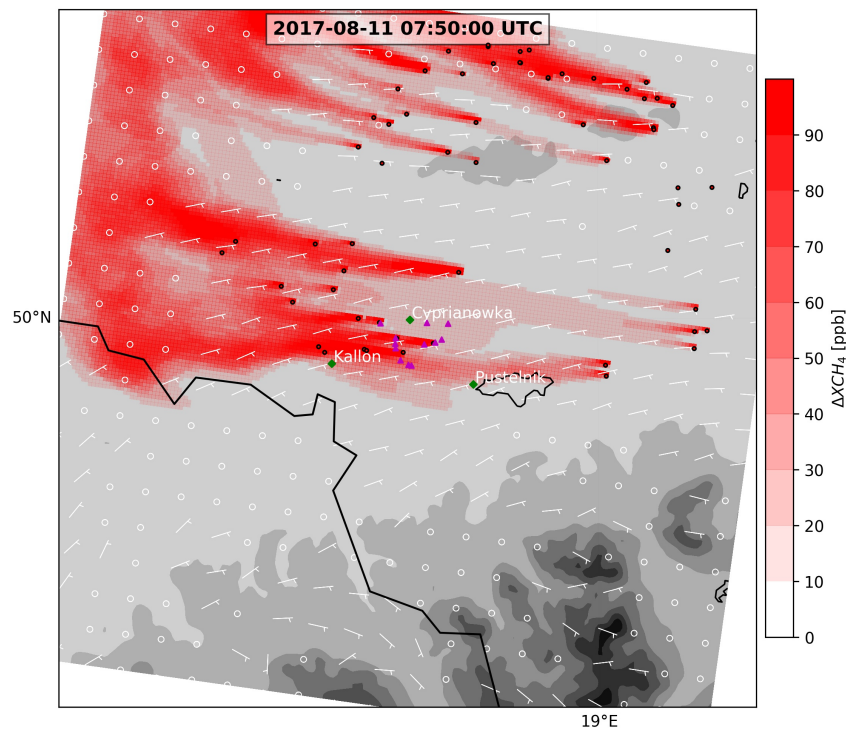 2017-08-11 07:50:00 UTC
90
80
70
60
50
40
30
20
10
0
ΔXCH₄ [ppb]
50°N
Cyprianowka
Kallon
Pustelnik
19°E